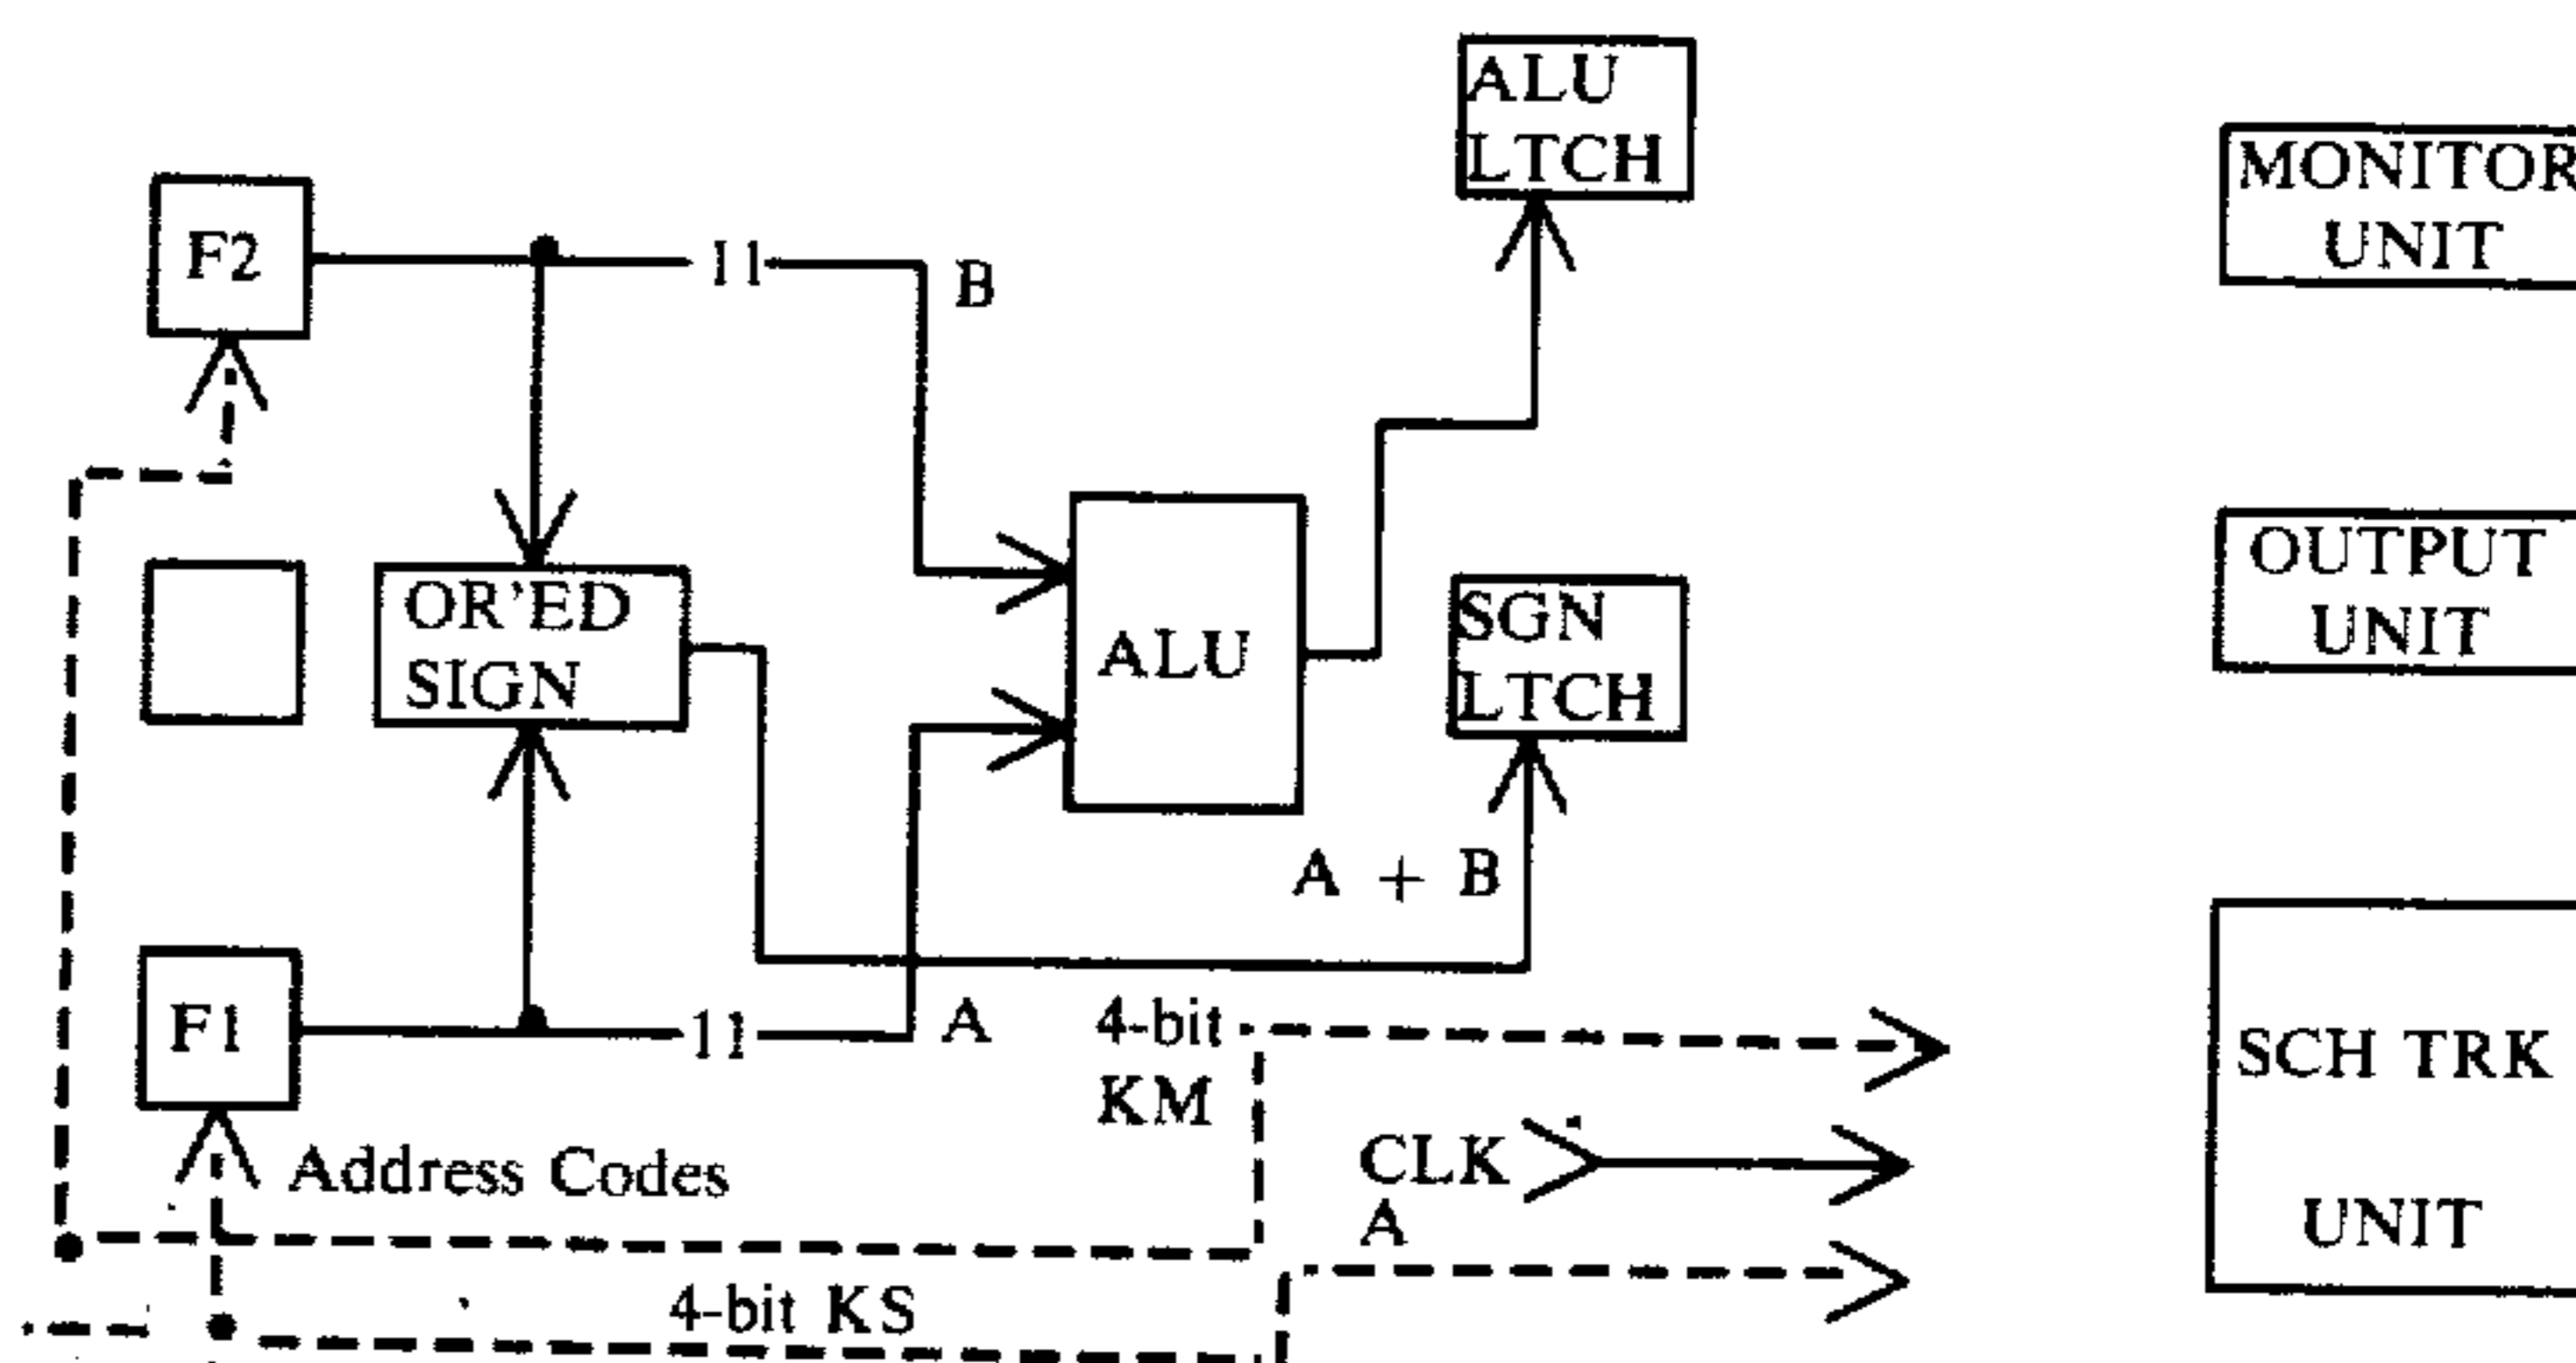 ALU
LTCH
MONITOR
UNIT
F2
11
B
OUTPUT
UNIT
OR'ED
SIGN
ALU
SGN
LTCH
A + B
F1
11
A
4-bit
KM
SCH TRK
UNIT
CLK
A
Address Codes
4-bit KS